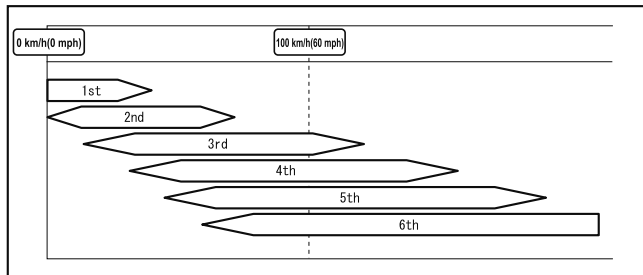 0 km/h(0 mph)
100 km/h(60 mph)
1st
2nd
3rd
4th
5th
6th